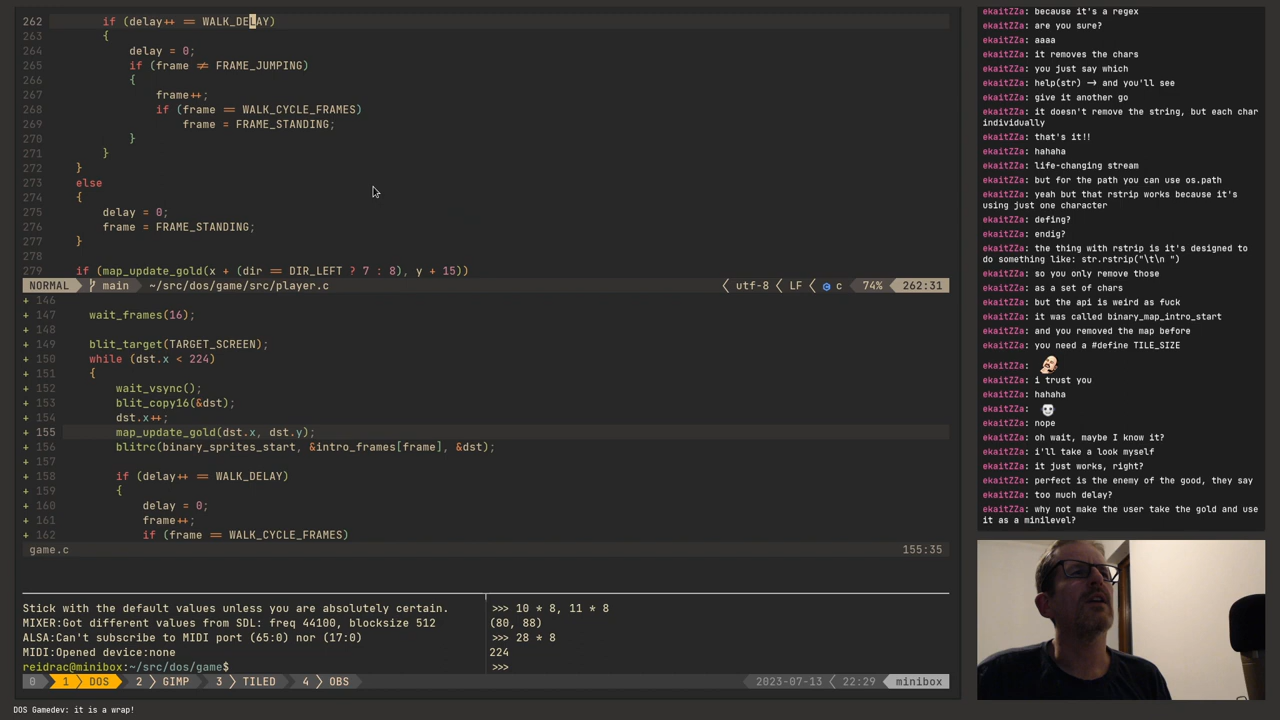 262         if (delay++ == WALK_DELAY)
263         {
264             delay = 0;
265             if (frame ≠ FRAME_JUMPING)
266             {
267                 frame++;
268                 if (frame == WALK_CYCLE_FRAMES)
269                     frame = FRAME_STANDING;
270             }
271         }
272     }
273     else
274     {
275         delay = 0;
276         frame = FRAME_STANDING;
277     }
278
279     if (map_update_gold(x + (dir == DIR_LEFT ? 7 : 8), y + 15))
NORMAL main ~/src/dos/game/src/player.c utf-8 LF c 74% 262:31
+ 146
+ 147     wait_frames(16);
+ 148
+ 149     blit_target(TARGET_SCREEN);
+ 150     while (dst.x < 224)
+ 151     {
+ 152         wait_vsync();
+ 153         blit_copy16(&dst);
+ 154         dst.x++;
+ 155         map_update_gold(dst.x, dst.y);
+ 156         blitrc(binary_sprites_start, &intro_frames[frame], &dst);
+ 157
+ 158         if (delay++ == WALK_DELAY)
+ 159         {
+ 160             delay = 0;
+ 161             frame++;
+ 162             if (frame == WALK_CYCLE_FRAMES)
game.c 155:35
Stick with the default values unless you are absolutely certain.
MIXER:Got different values from SDL: freq 44100, blocksize 512
ALSA:Can't subscribe to MIDI port (65:0) nor (17:0)
MIDI:Opened device:none
reidrac@minibox:~/src/dos/game$
>>> 10 * 8, 11 * 8
(80, 88)
>>> 28 * 8
224
>>>
0 1 DOS 2 GIMP 3 TILED 4 OBS 2023-07-13 22:29 minibox
ekaitZZa: because it's a regex
ekaitZZa: are you sure?
ekaitZZa: aaaa
ekaitZZa: it removes the chars
ekaitZZa: you just say which
ekaitZZa: help(str) → and you'll see
ekaitZZa: give it another go
ekaitZZa: it doesn't remove the string, but each char
individually
ekaitZZa: that's it!!
ekaitZZa: hahaha
ekaitZZa: life-changing stream
ekaitZZa: but for the path you can use os.path
ekaitZZa: yeah but that rstrip works because it's
using just one character
ekaitZZa: defing?
ekaitZZa: endig?
ekaitZZa: the thing with rstrip is it's designed to
do something like: str.rstrip("\t\n ")
ekaitZZa: so you only remove those
ekaitZZa: as a set of chars
ekaitZZa: but the api is weird as fuck
ekaitZZa: it was called binary_map_intro_start
ekaitZZa: and you removed the map before
ekaitZZa: you need a #define TILE_SIZE
ekaitZZa:
ekaitZZa: i trust you
ekaitZZa: hahaha
ekaitZZa:
ekaitZZa: nope
ekaitZZa: oh wait, maybe I know it?
ekaitZZa: i'll take a look myself
ekaitZZa: it just works, right?
ekaitZZa: perfect is the enemy of the good, they say
ekaitZZa: too much delay?
ekaitZZa: why not make the user take the gold and use
it as a minilevel?
DOS Gamedev: it is a wrap!